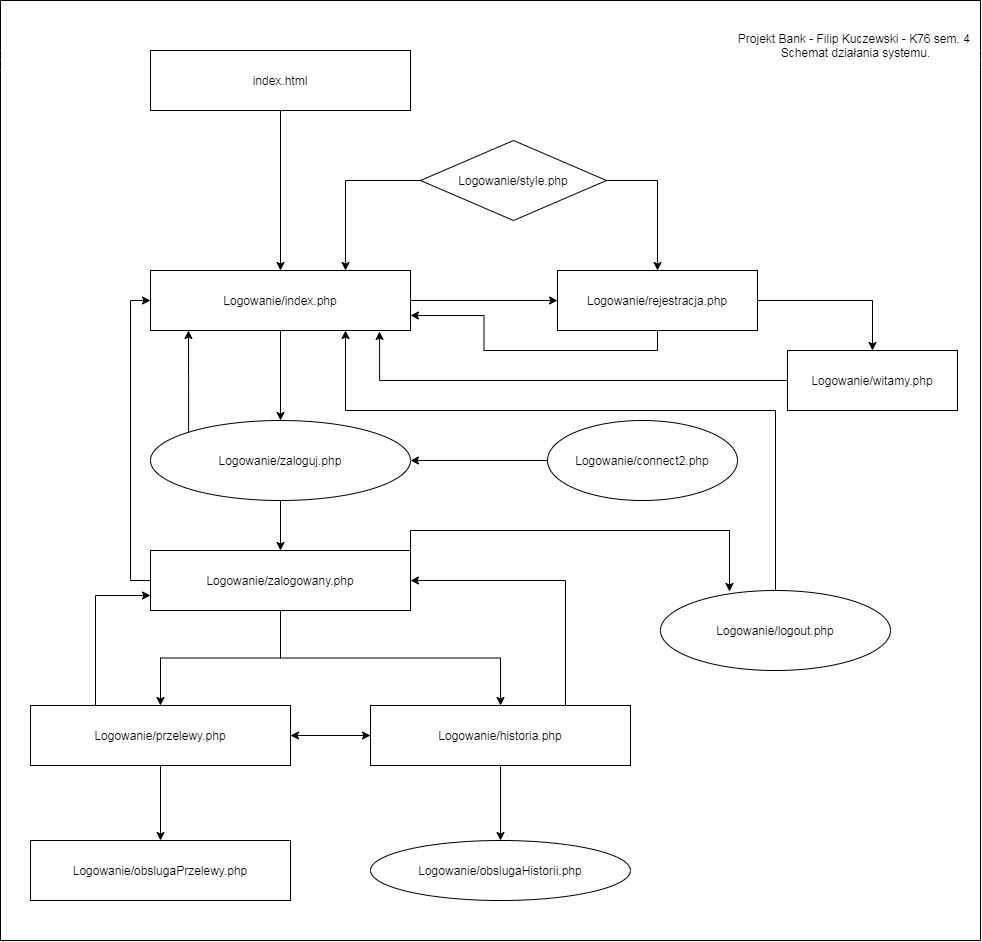 Projekt Bank - Filip Kuczewski - K76 sem. 4
Schemat działania systemu.
index.html
Logowanie/style.php
Logowanie/index.php
Logowanie/rejestracja.php
Logowanie/witamy.php
Logowanie/zaloguj.php
Logowanie/connect2.php
Logowanie/zalogowany.php
Logowanie/logout.php
Logowanie/przelewy.php
Logowanie/historia.php
Logowanie/obslugaPrzelewy.php
Logowanie/obslugaHistorii.php